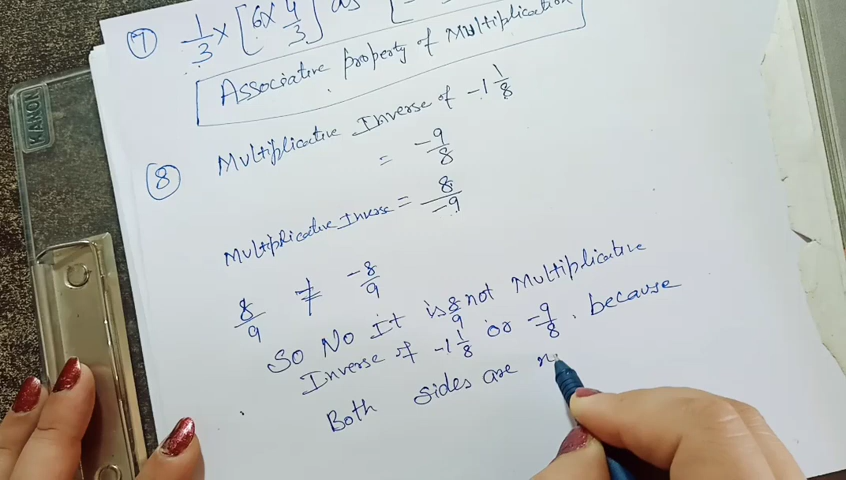 KANON
7 1/3 × [6 × 4/3] as [
Associative property of Multiplication
8 Multiplicative Inverse of -1 1/8
= -9/8
Multiplicative Inverse = 8/-9
8/9 ≠ -8/9
So No It is 8/9 not Multiplicative
Inverse of -1 1/8 or -9/8. because
Both sides are n